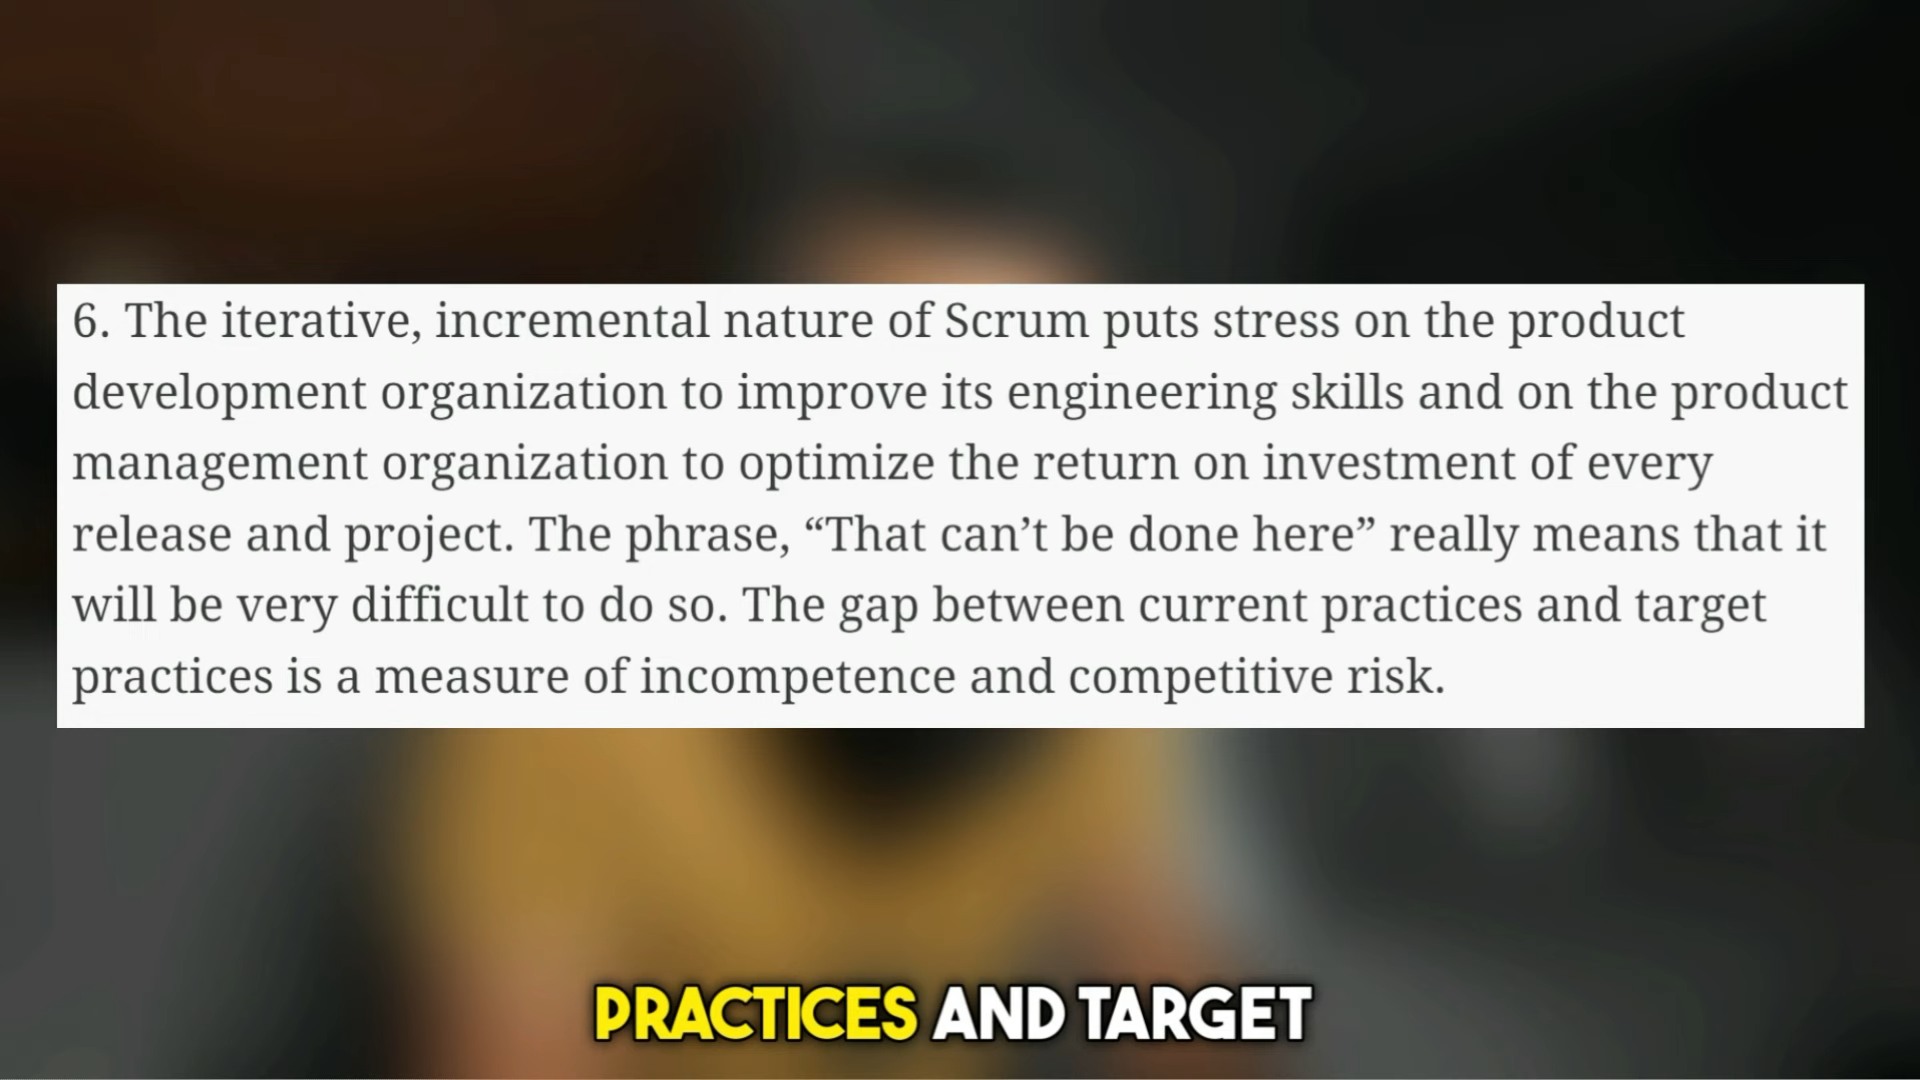 6. The iterative, incremental nature of Scrum puts stress on the product
development organization to improve its engineering skills and on the product
management organization to optimize the return on investment of every
release and project. The phrase, “That can’t be done here” really means that it
will be very difficult to do so. The gap between current practices and target
practices is a measure of incompetence and competitive risk.
PRACTICES AND TARGET